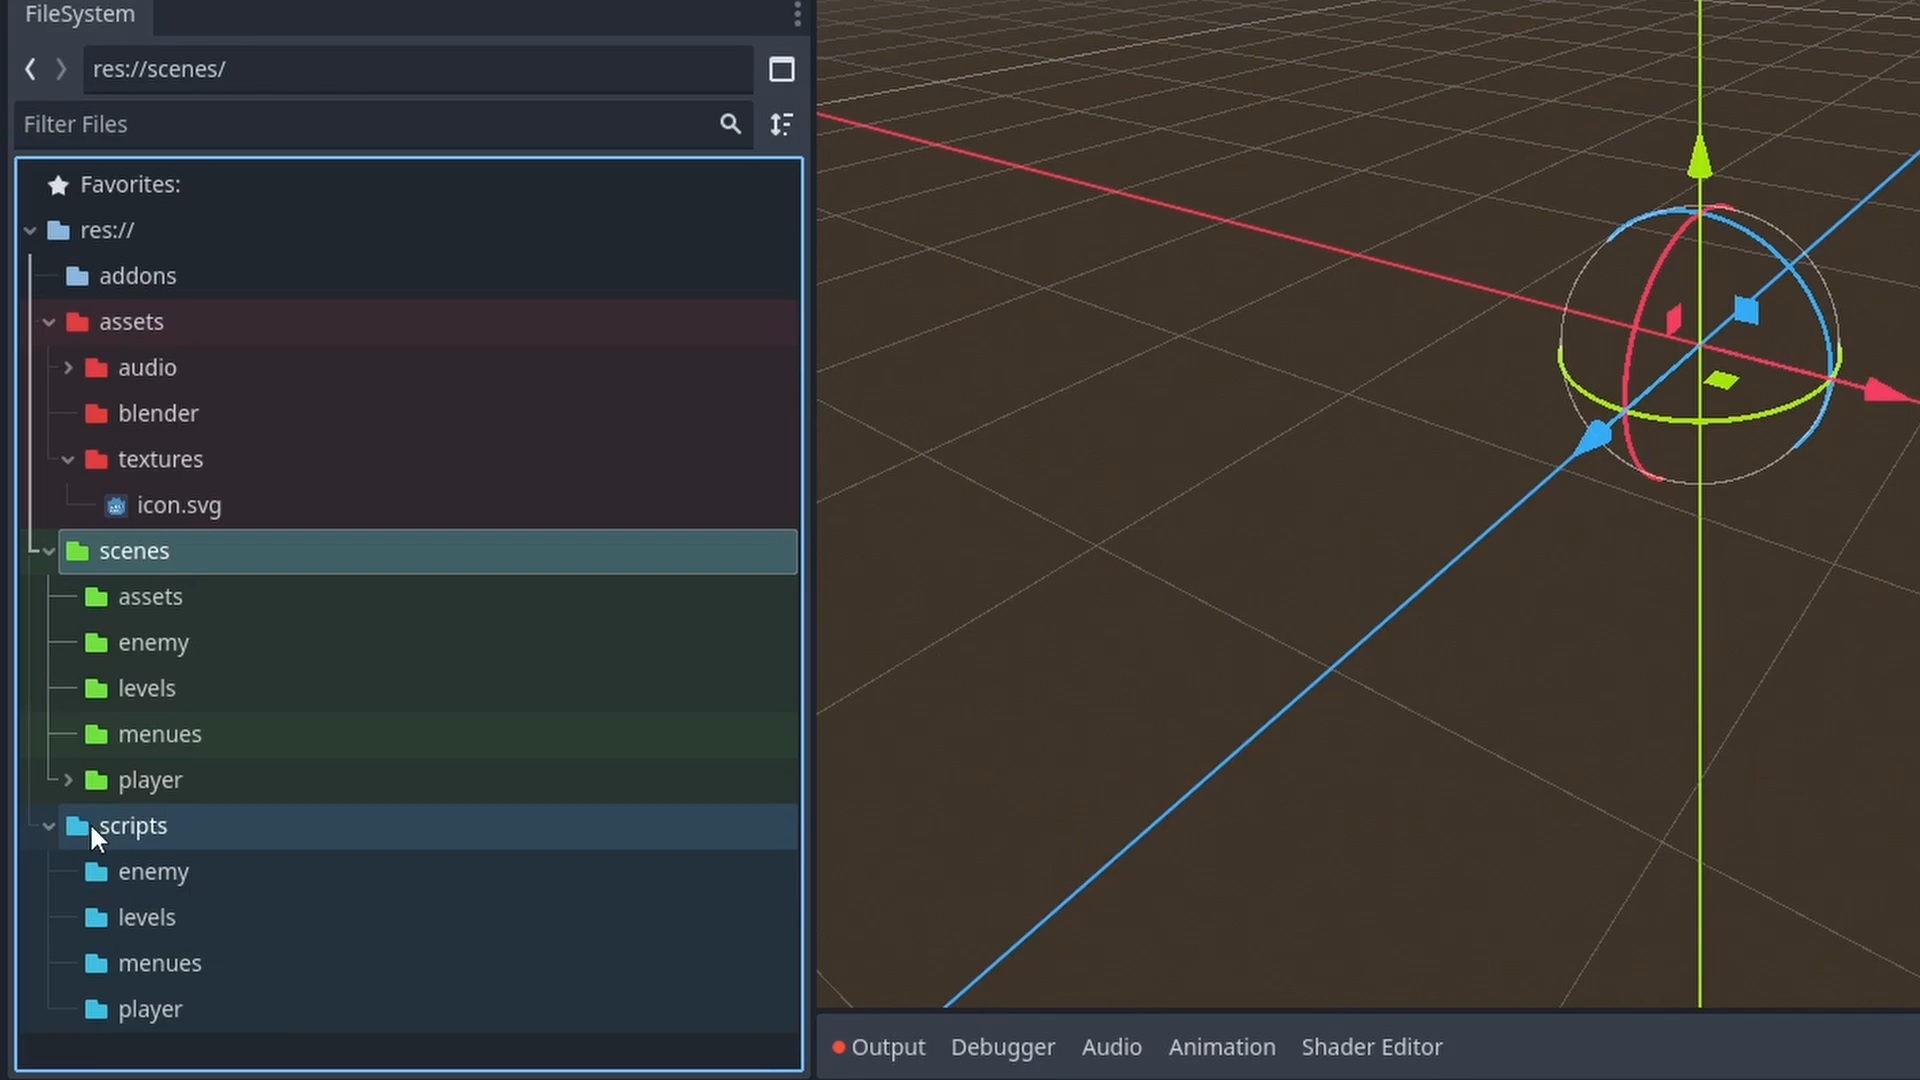 FileSystem
res://scenes/
Filter Files
Favorites:
res://
addons
assets
audio
blender
textures
icon.svg
scenes
assets
enemy
levels
menues
player
scripts
enemy
levels
menues
player
Output Debugger Audio Animation Shader Editor